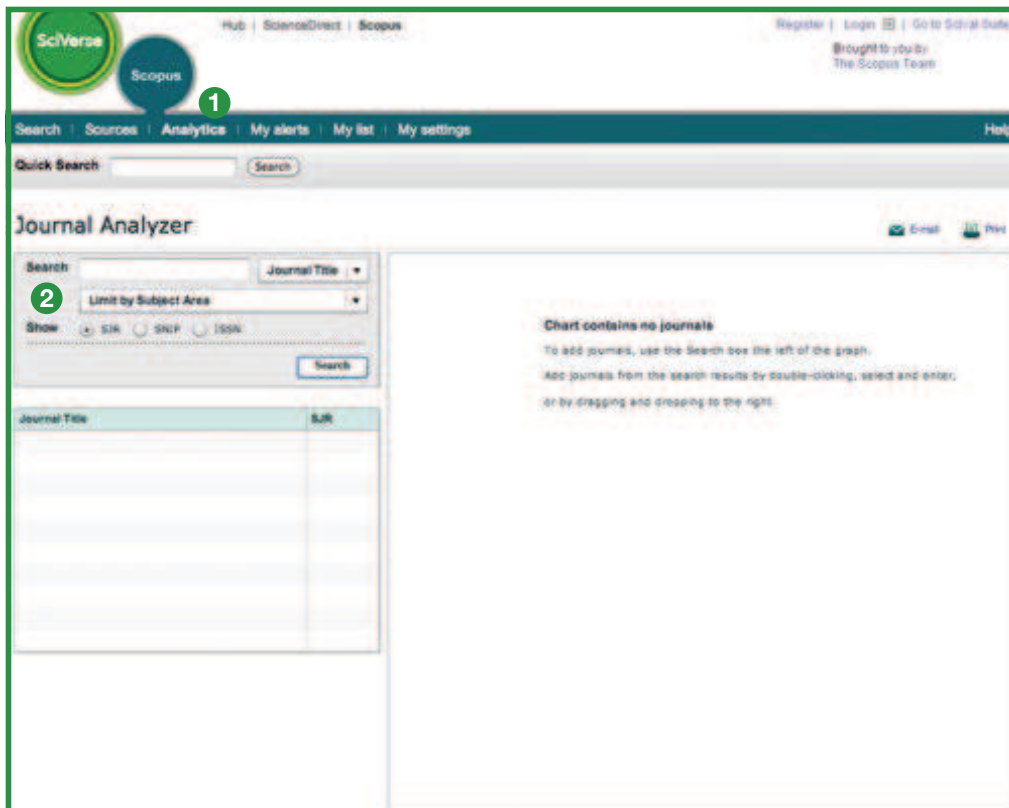 SciVerse
Scopus
Hub | ScienceDirect | Scopus
Register | Login | Go to SciVal Suite
Brought to you by
The Scopus Team
1
Search | Sources | Analytics | My alerts | My list | My settings
Help
Quick Search
Search
Journal Analyzer
E-mail
Print
Search
Journal Title
2
Limit by Subject Area
Show
SJR
SNIP
ISSN
Search
Journal Title
SJR
Chart contains no journals
To add journals, use the Search box the left of the graph.
Add journals from the search results by double-clicking, select and enter,
or by dragging and dropping to the right.